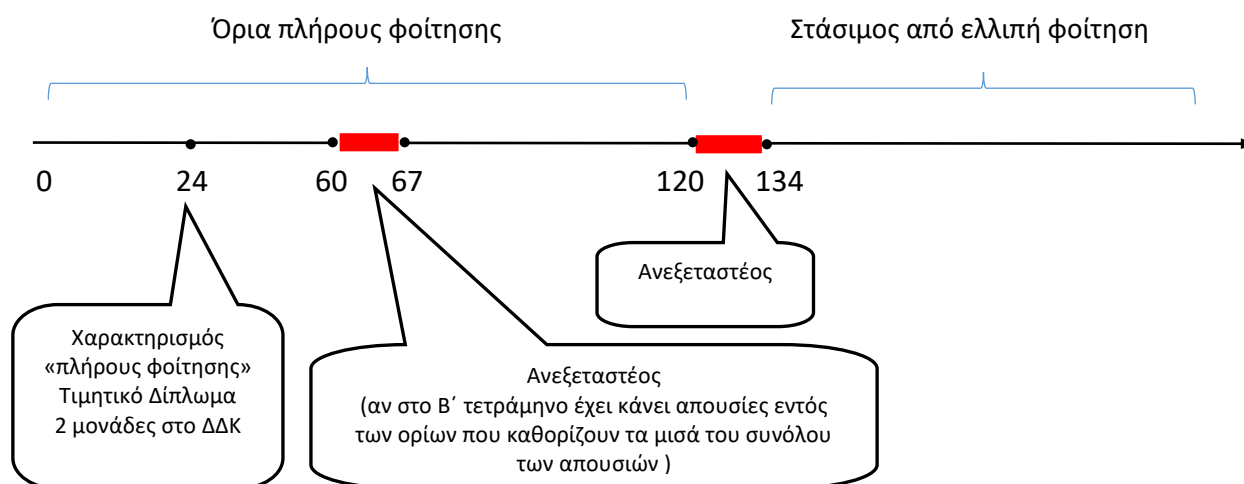 Όρια πλήρους φοίτησης
Στάσιμος από ελλιπή φοίτηση
0
24
60
67
120
134
Ανεξεταστέος
Χαρακτηρισμός
«πλήρους φοίτησης»
Τιμητικό Δίπλωμα
2 μονάδες στο ΔΔΚ
Ανεξεταστέος
(αν στο Β΄ τετράμηνο έχει κάνει απουσίες εντός
των ορίων που καθορίζουν τα μισά του συνόλου
των απουσιών )